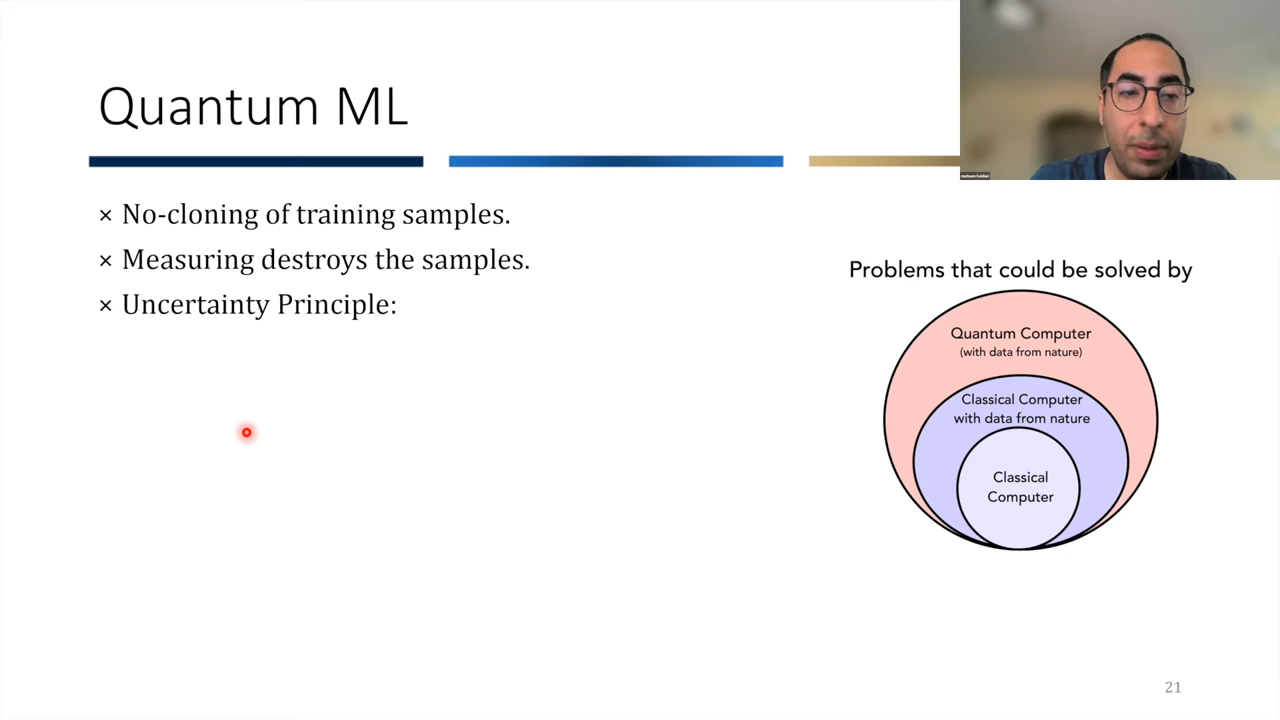 Quantum ML
× No-cloning of training samples.
× Measuring destroys the samples.
× Uncertainty Principle:
Problems that could be solved by
Quantum Computer
(with data from nature)
Classical Computer
with data from nature
Classical
Computer
21